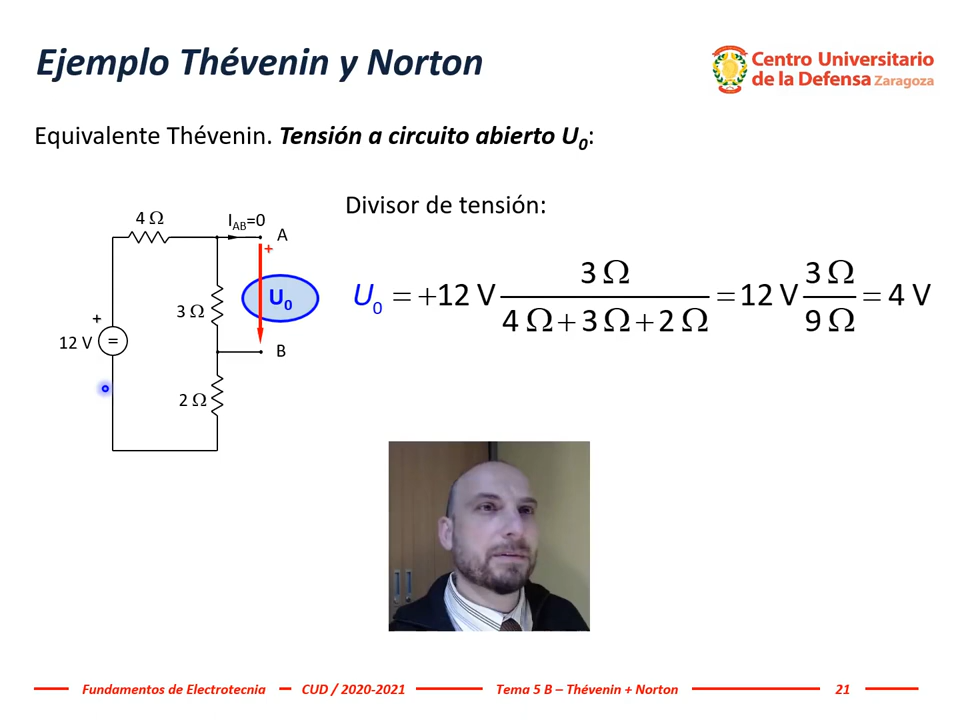 Ejemplo Thévenin y Norton
Centro Universitario
de la Defensa Zaragoza
Equivalente Thévenin. Tensión a circuito abierto U0:
Divisor de tensión:
4 Ω
IAB=0
A
+
3 Ω
U0
+
12 V
=
B
2 Ω
U0 = +12 V 3 Ω / 4 Ω + 3 Ω + 2 Ω = 12 V 3 Ω / 9 Ω = 4 V
Fundamentos de Electrotecnia – CUD / 2020-2021 Tema 5 B – Thévenin + Norton 21